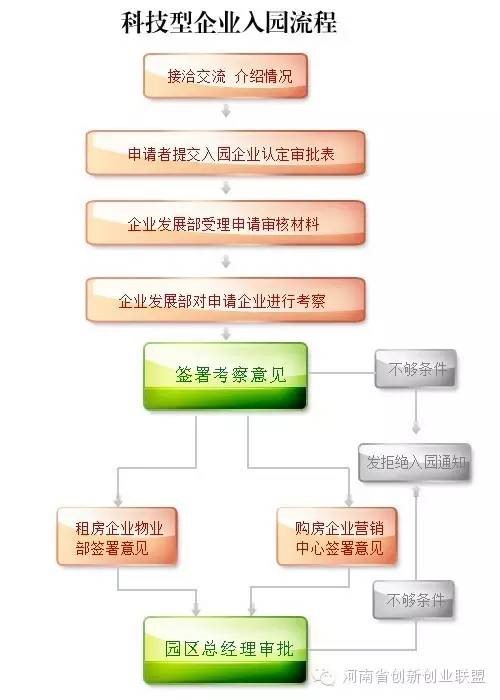 科技型企业入园流程
接洽交流 介绍情况
申请者提交入园企业认定审批表
企业发展部受理申请审核材料
企业发展部对申请企业进行考察
签署考察意见
不够条件
发拒绝入园通知
租房企业物业
部签署意见
购房企业营销
中心签署意见
不够条件
园区总经理审批
河南省创新创业联盟